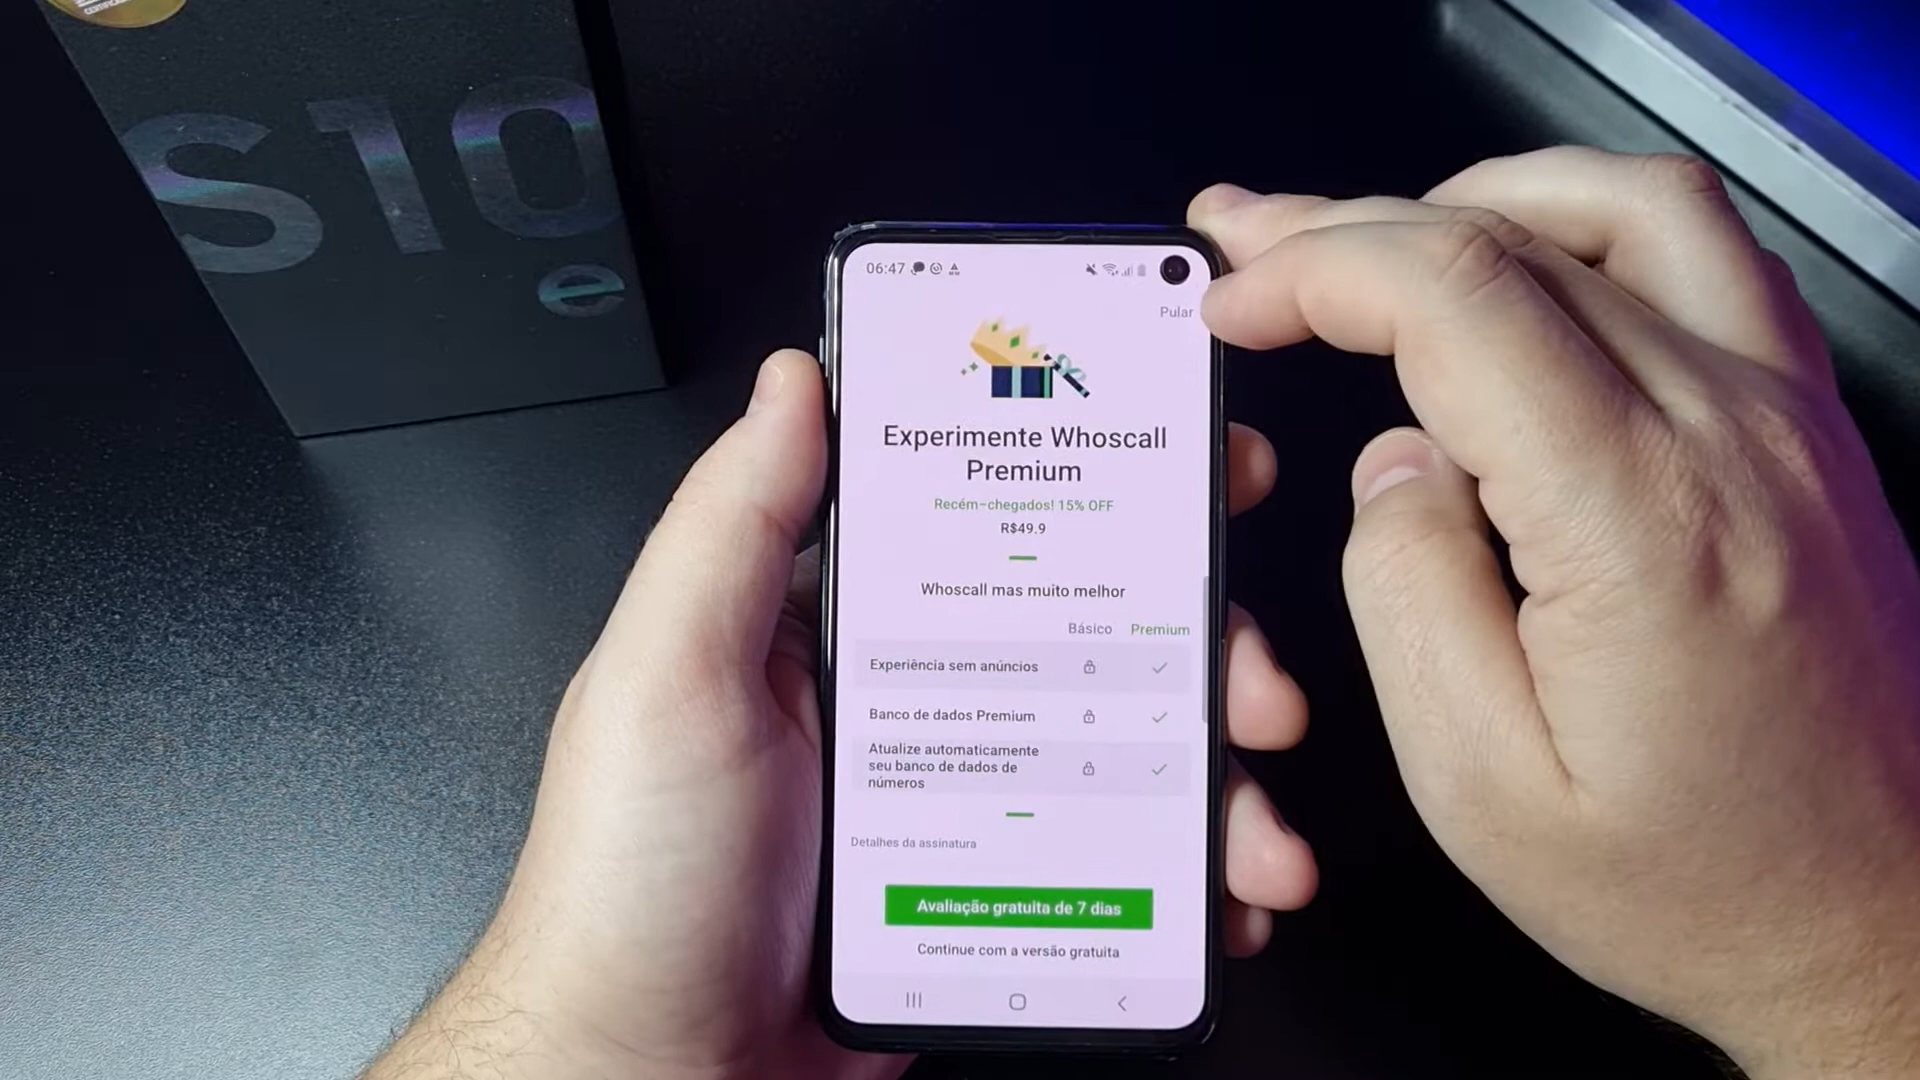 S10
e
06:47
Pular
Experimente Whoscall
Premium
Recém-chegados! 15% OFF
R$49.9
Whoscall mas muito melhor
Básico Premium
Experiência sem anúncios
Banco de dados Premium
Atualize automaticamente
seu banco de dados de
números
Detalhes da assinatura
Avaliação gratuita de 7 dias
Continue com a versão gratuita